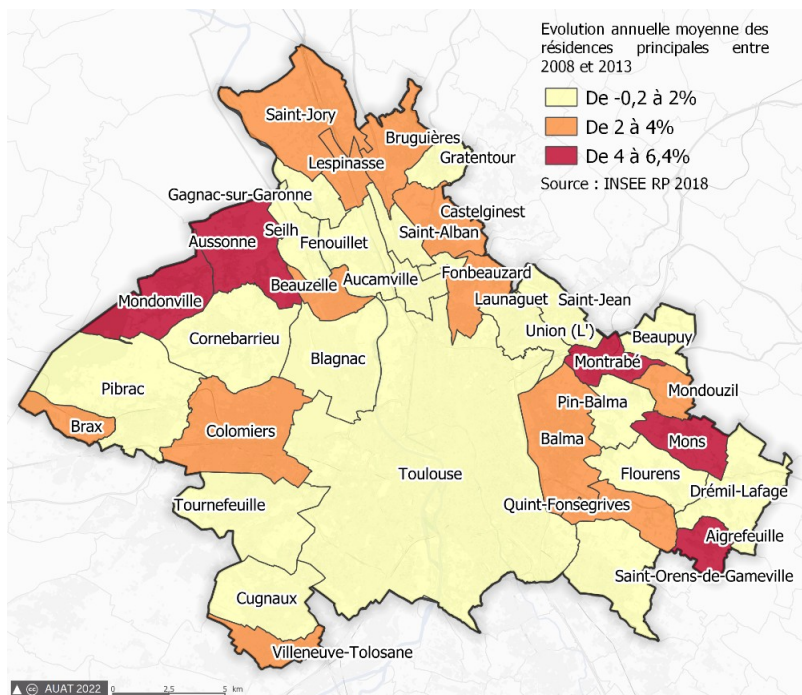 Evolution annuelle moyenne des
résidences principales entre
2008 et 2013
De -0,2 à 2%
De 2 à 4%
De 4 à 6,4%
Source : INSEE RP 2018
Saint-Jory
Bruguières
Lespinasse
Gratentour
Gagnac-sur-Garonne
Castelginest
Seilh
Saint-Alban
Aussonne
Fenouillet
Fonbeauzard
Beauzelle
Aucamville
Mondonville
Launaguet
Saint-Jean
Union (L')
Beaupuy
Cornebarrieu
Blagnac
Montrabé
Pibrac
Pin-Balma
Mondouzil
Brax
Colomiers
Balma
Mons
Toulouse
Flourens
Drémil-Lafage
Tournefeuille
Quint-Fonsegrives
Aigrefeuille
Saint-Orens-de-Gameville
Cugnaux
Villeneuve-Tolosane
cc AUAT 2022
0 2,5 5 km